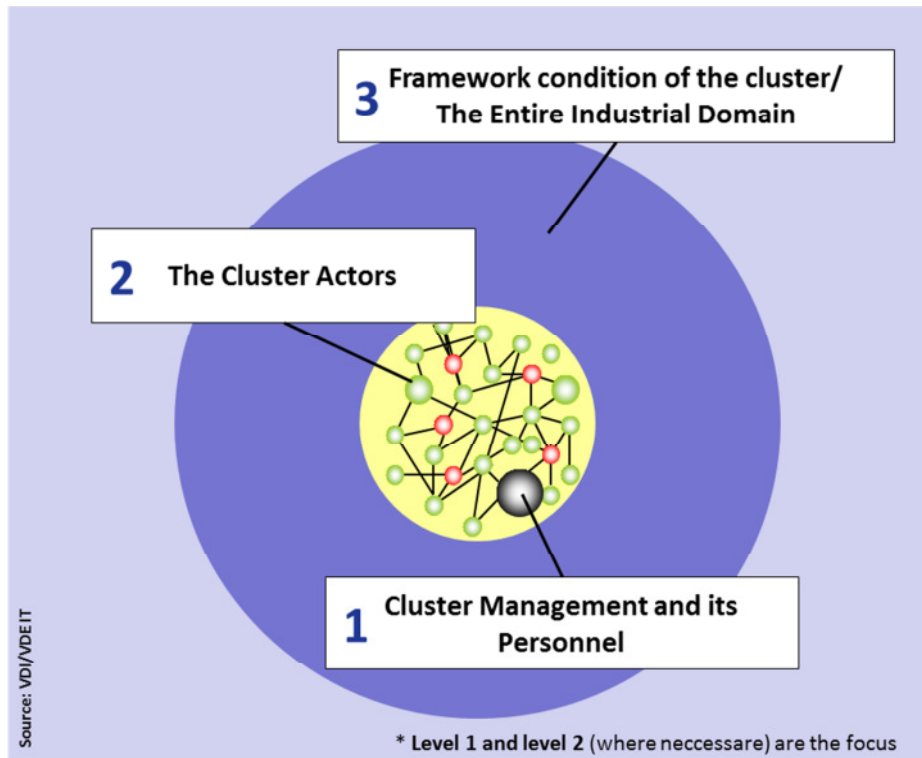 3 Framework condition of the cluster/
The Entire Industrial Domain
2 The Cluster Actors
1 Cluster Management and its
Personnel
Source: VDI/VDE IT
* Level 1 and level 2 (where neccessare) are the focus